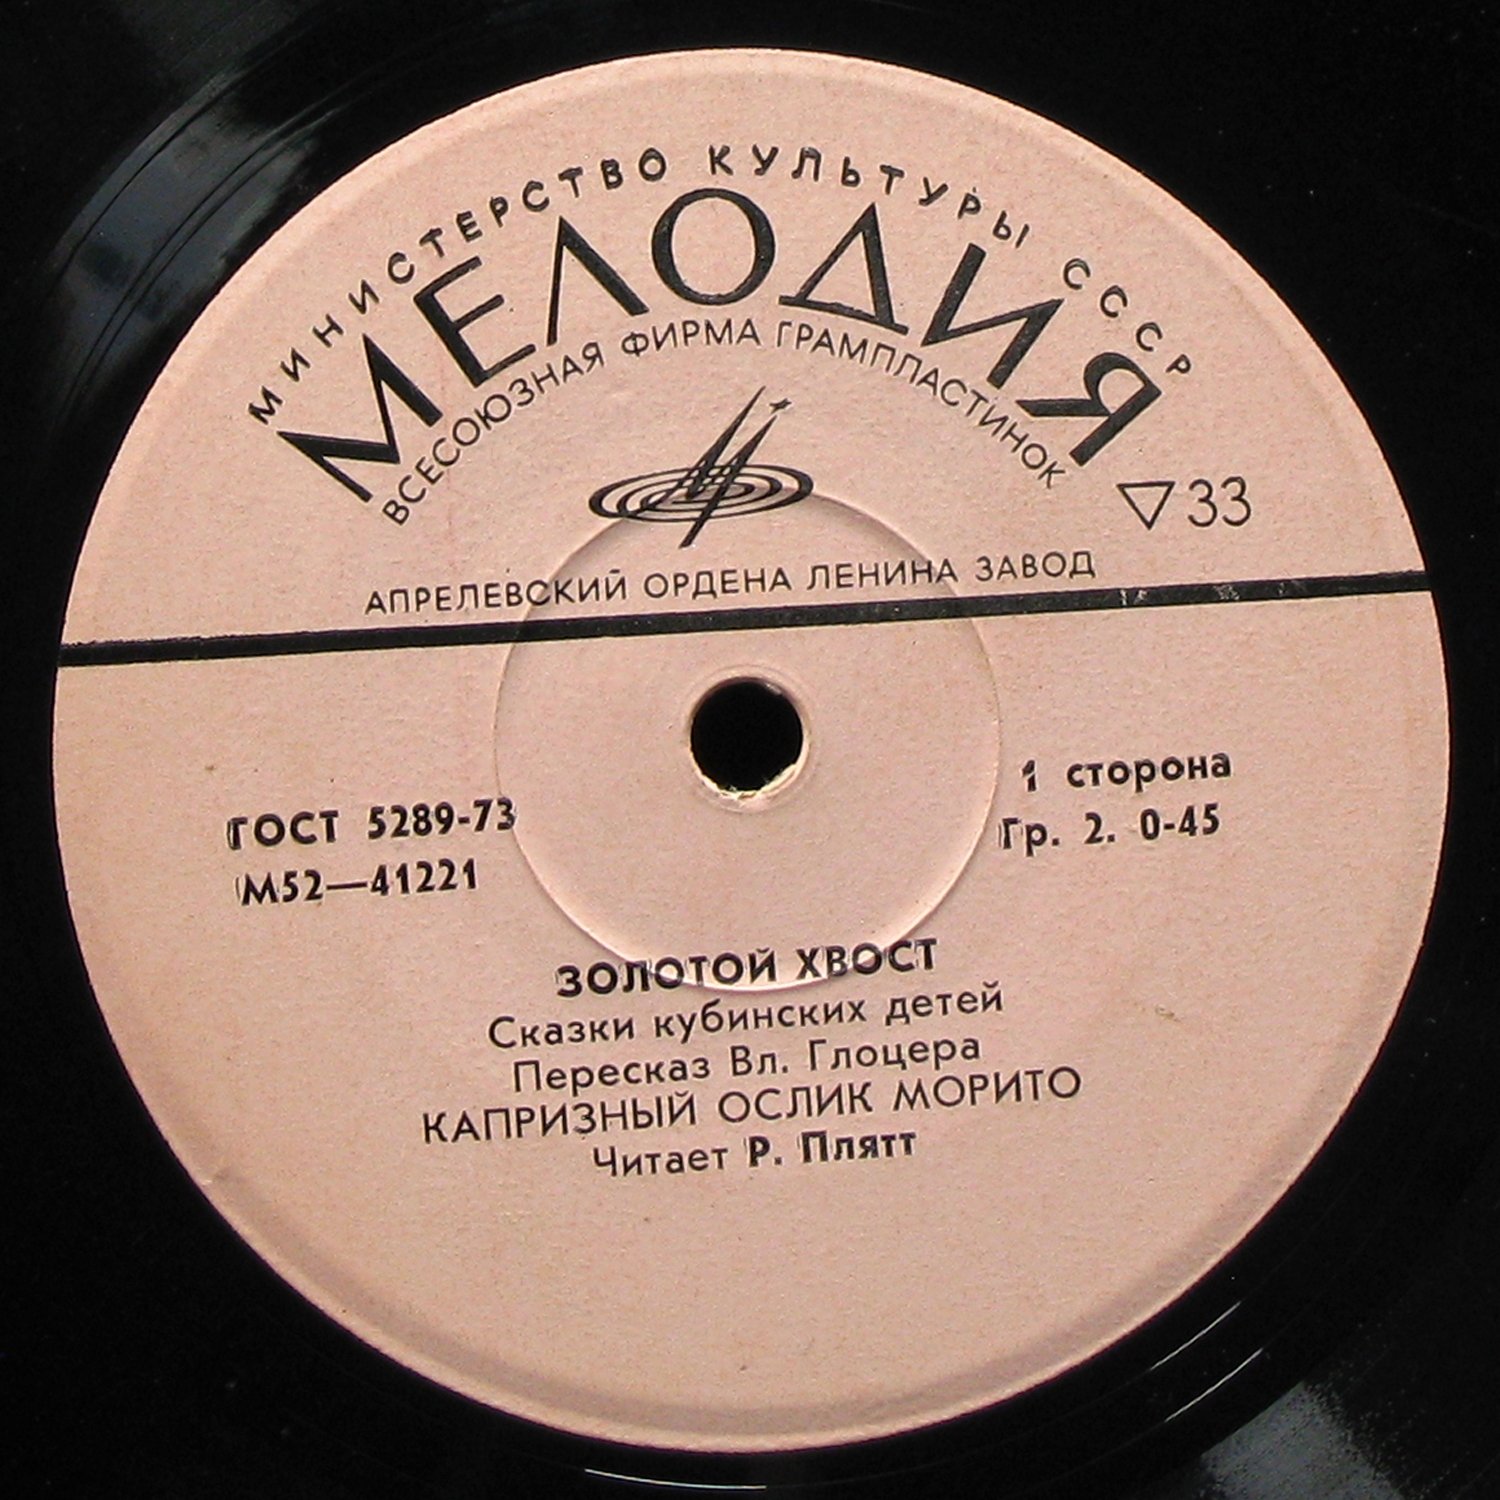 МИНИСТЕРСТВО КУЛЬТУРЫ СССР
МЕЛОДИЯ
ВСЕСОЮЗНАЯ ФИРМА ГРАМПЛАСТИНОК
▽33
АПРЕЛЕВСКИЙ ОРДЕНА ЛЕНИНА ЗАВОД
ГОСТ 5289-73
М52—41221
1 сторона
Гр. 2. 0-45
ЗОЛОТОЙ ХВОСТ
Сказки кубинских детей
Пересказ Вл. Глоцера
КАПРИЗНЫЙ ОСЛИК МОРИТО
Читает Р. Плятт